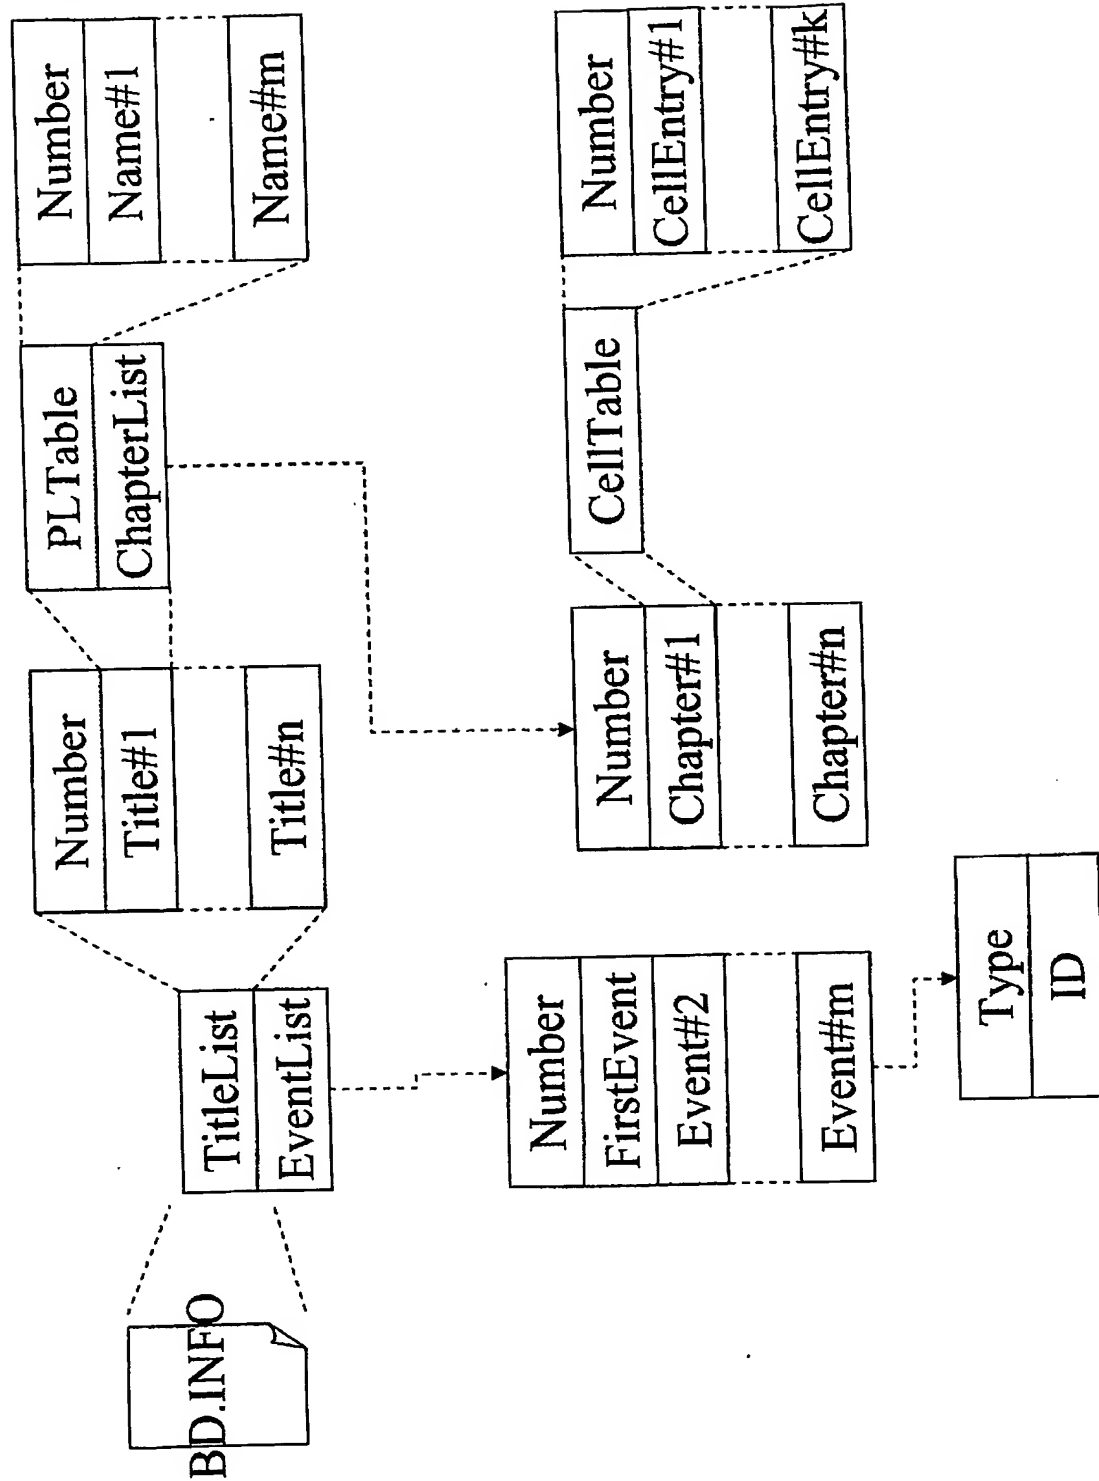 BD.INFO
TitleList
EventList
Number
Title#1
Title#n
PLTable
ChapterList
Number
Name#1
Name#m
Number
FirstEvent
Event#2
Event#m
Type
ID
Number
Chapter#1
Chapter#n
CellTable
Number
CellEntry#1
CellEntry#k